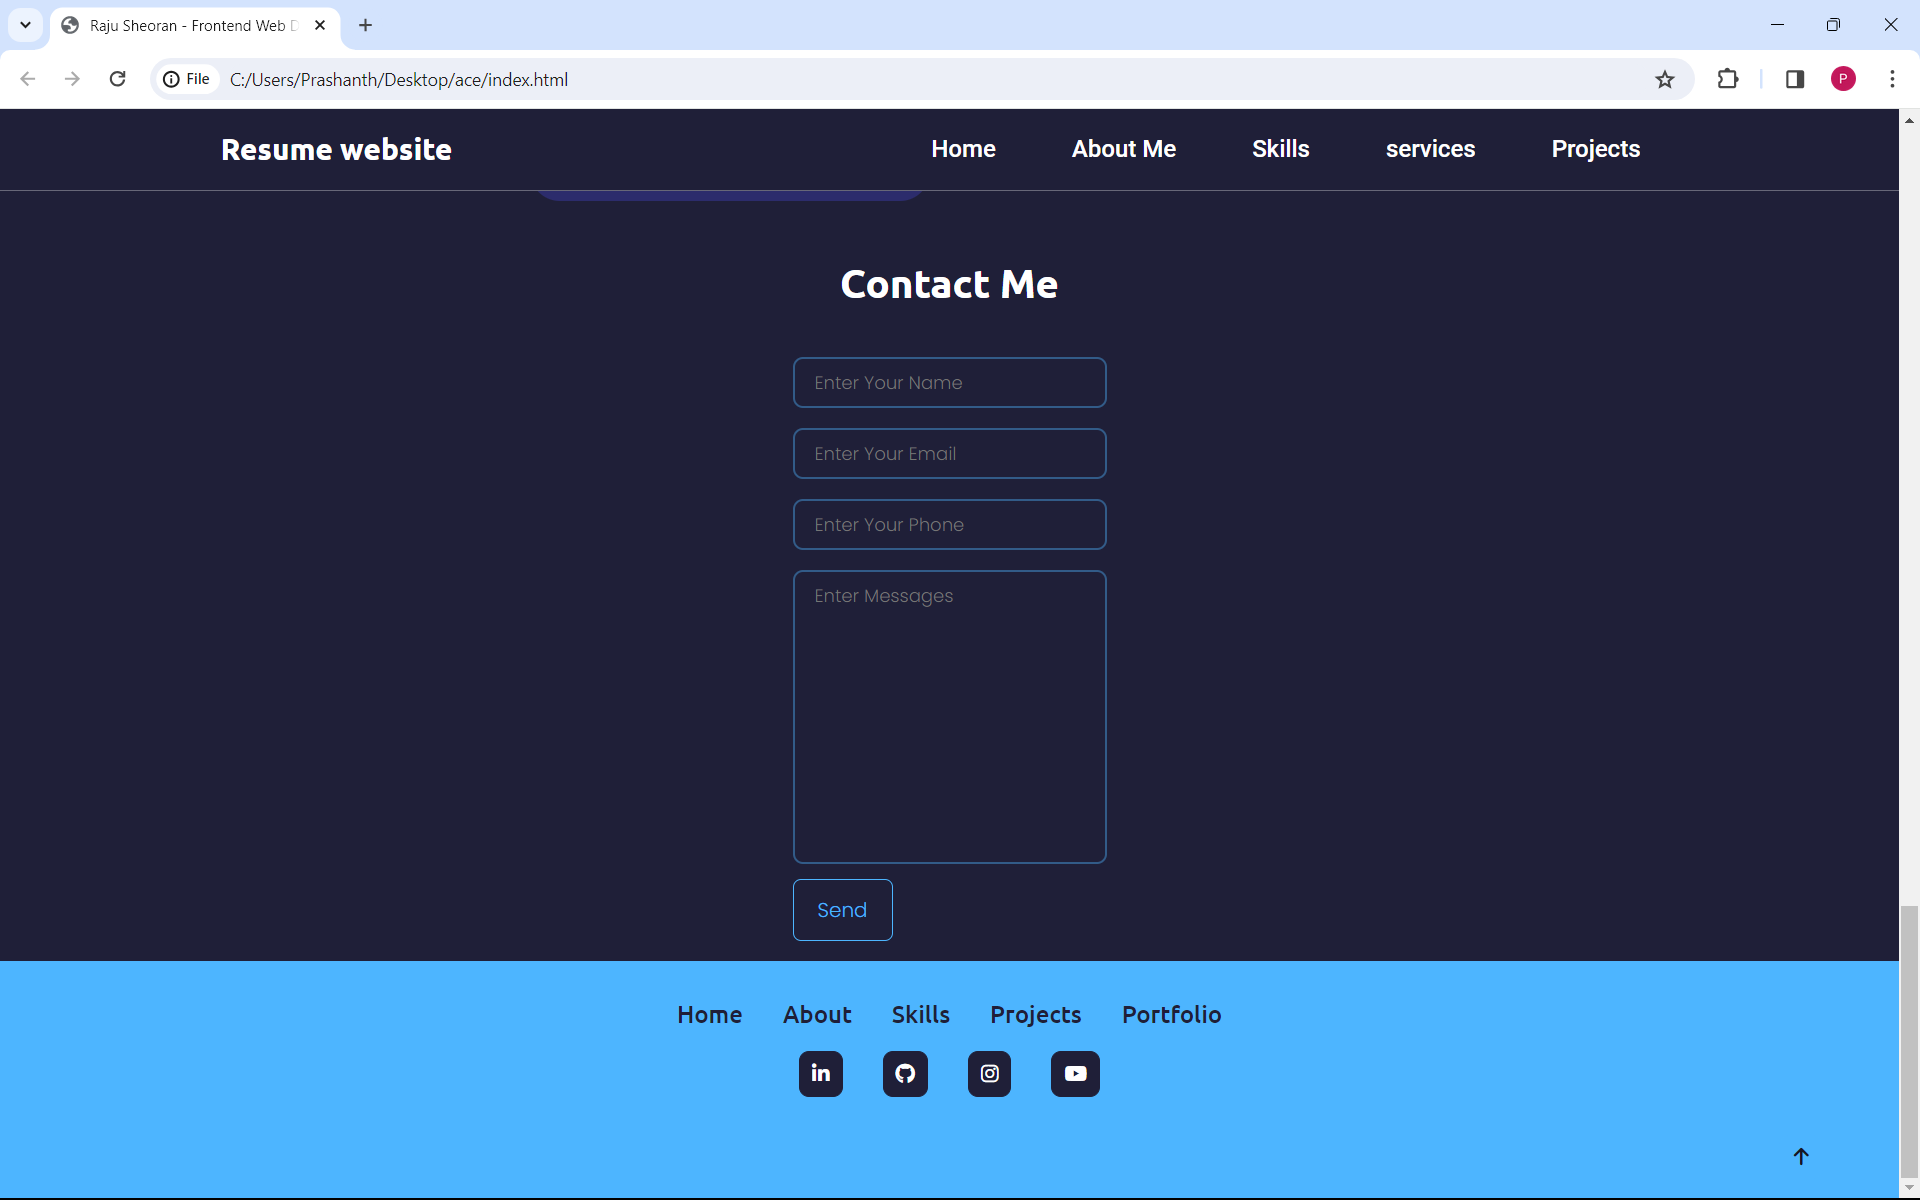 Raju Sheoran - Frontend Web D
File C:/Users/Prashanth/Desktop/ace/index.html P
Resume website Home About Me Skills services Projects
Contact Me
Enter Your Name
Enter Your Email
Enter Your Phone
Enter Messages
Send
Home About Skills Projects Portfolio
in